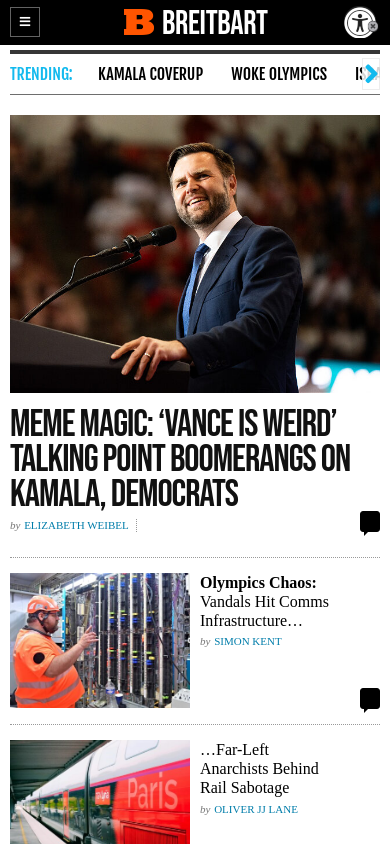 BREITBART
TRENDING:
KAMALA COVERUP
WOKE OLYMPICS
MEME MAGIC: ‘VANCE IS WEIRD’
TALKING POINT BOOMERANGS ON
KAMALA, DEMOCRATS
by ELIZABETH WEIBEL
Olympics Chaos:
Vandals Hit Comms
Infrastructure…
by SIMON KENT
…Far-Left
Anarchists Behind
Rail Sabotage
by OLIVER JJ LANE
Paris